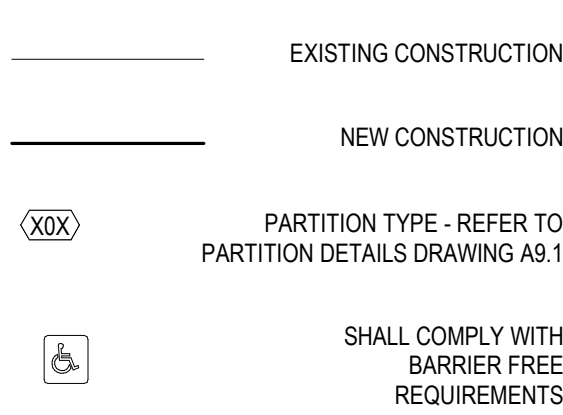 EXISTING CONSTRUCTION
NEW CONSTRUCTION
X0X
PARTITION TYPE - REFER TO
PARTITION DETAILS DRAWING A9.1
SHALL COMPLY WITH
BARRIER FREE
REQUIREMENTS